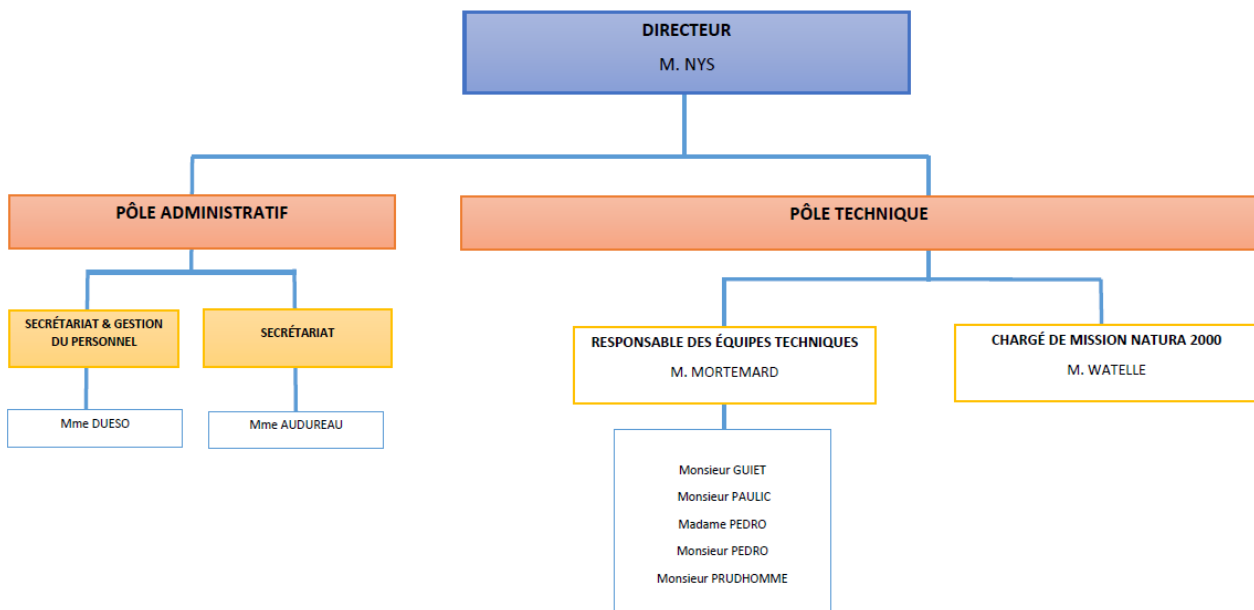 DIRECTEUR
M. NYS
PÔLE ADMINISTRATIF
PÔLE TECHNIQUE
SECRÉTARIAT & GESTION
DU PERSONNEL
SECRÉTARIAT
RESPONSABLE DES ÉQUIPES TECHNIQUES
M. MORTEMARD
CHARGÉ DE MISSION NATURA 2000
M. WATELLE
Mme DUESO
Mme AUDUREAU
Monsieur GUIET
Monsieur PAULIC
Madame PEDRO
Monsieur PEDRO
Monsieur PRUDHOMME